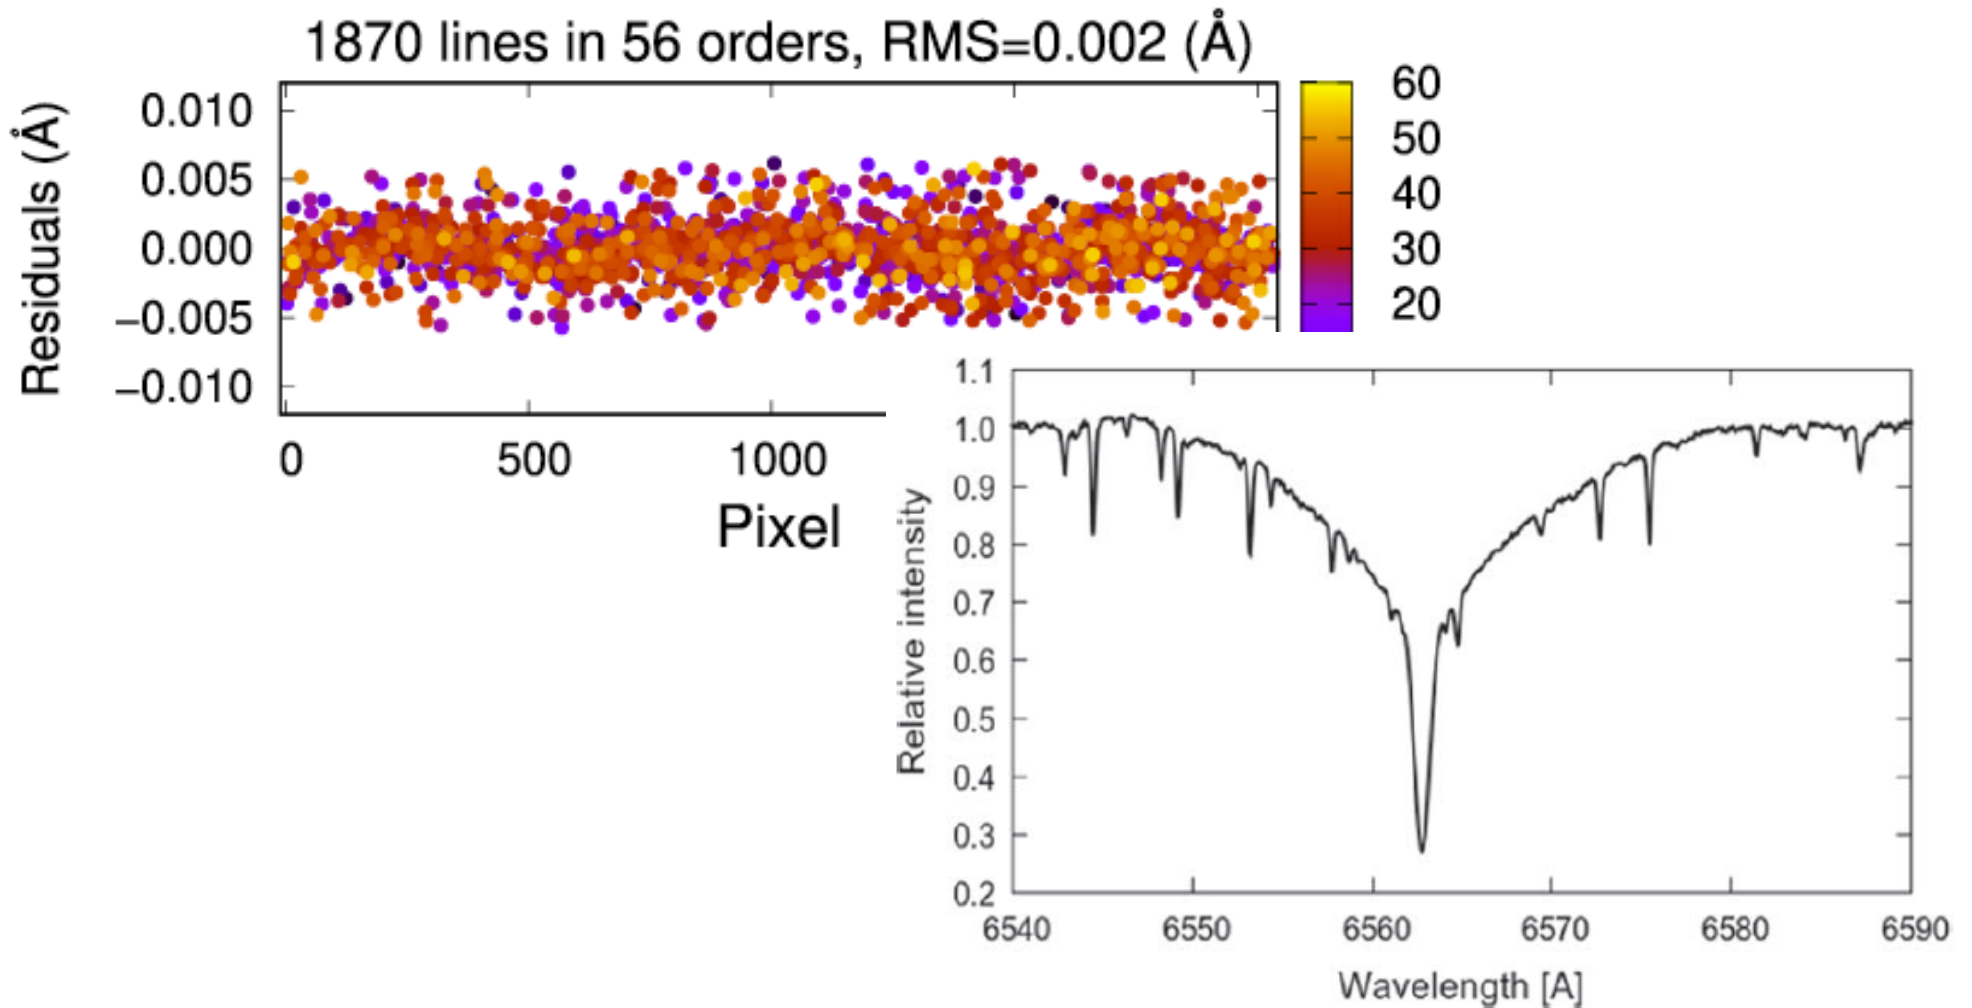 1870 lines in 56 orders, RMS=0.002 (Å)
Residuals (Å)
0.010
0.005
0.000
−0.005
−0.010
0 500 1000
Pixel
60
50
40
30
20
Relative intensity
1.1
1.0
0.9
0.8
0.7
0.6
0.5
0.4
0.3
0.2
6540 6550 6560 6570 6580 6590
Wavelength [A]